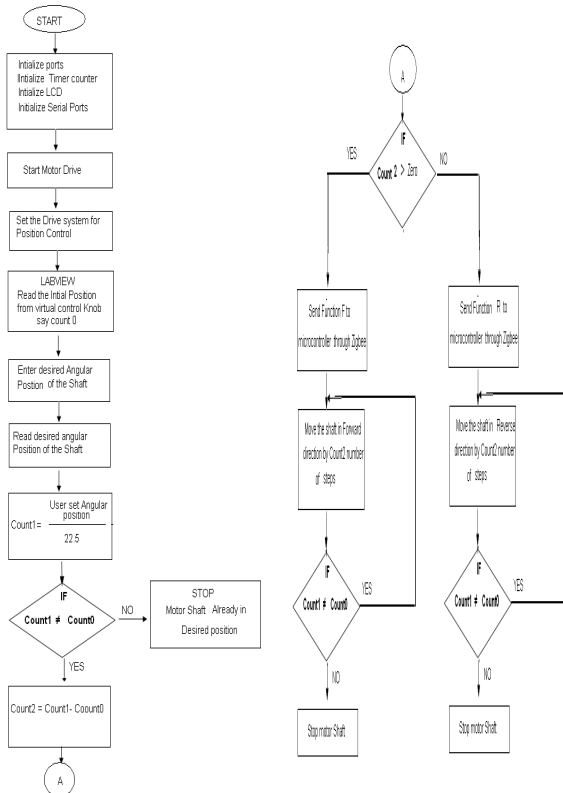 START
Intialize ports
IIntialize Timer counter
Intialize LCD
Initialize Serial Ports
Start Motor Drive
Set the Drive system for
Position Control
LABVIEW
Read the Intial Position
from virtual control Knob
say count 0
Enter desired Angular
Postion of the Shaft
Read desired angular
Position of the Shaft
Count1=
User set Angular
position
22.5
IF
Count1 ≠ Count0
NO
STOP
Motor Shaft Already in
Desired position
YES
Count2 = Count1- Coount0
A
A
IF
Count 2 > Zero
YES
NO
Send Function F to
microcontroller through Zigbee
Move the shaft in Forward
direction by Count2 number
of steps
IF
Count1 ≠ Count0
YES
NO
Stop motor Shaft
Send Function R to
microcontroller through Zigbee
Move the shaft in Reverse
direction by Count2 number
of steps
IF
Count1 ≠ Count0
YES
NO
Stop motor Shaft